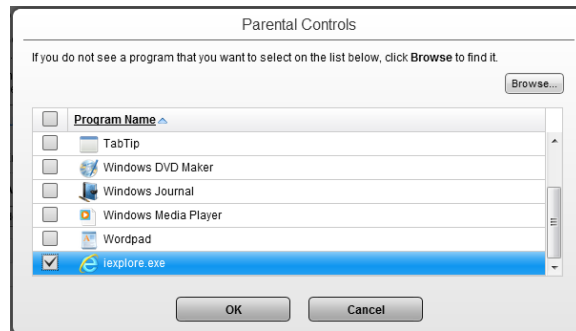 Parental Controls
If you do not see a program that you want to select on the list below, click Browse to find it.
Browse...
Program Name
TabTip
Windows DVD Maker
Windows Journal
Windows Media Player
Wordpad
iexplore.exe
OK Cancel